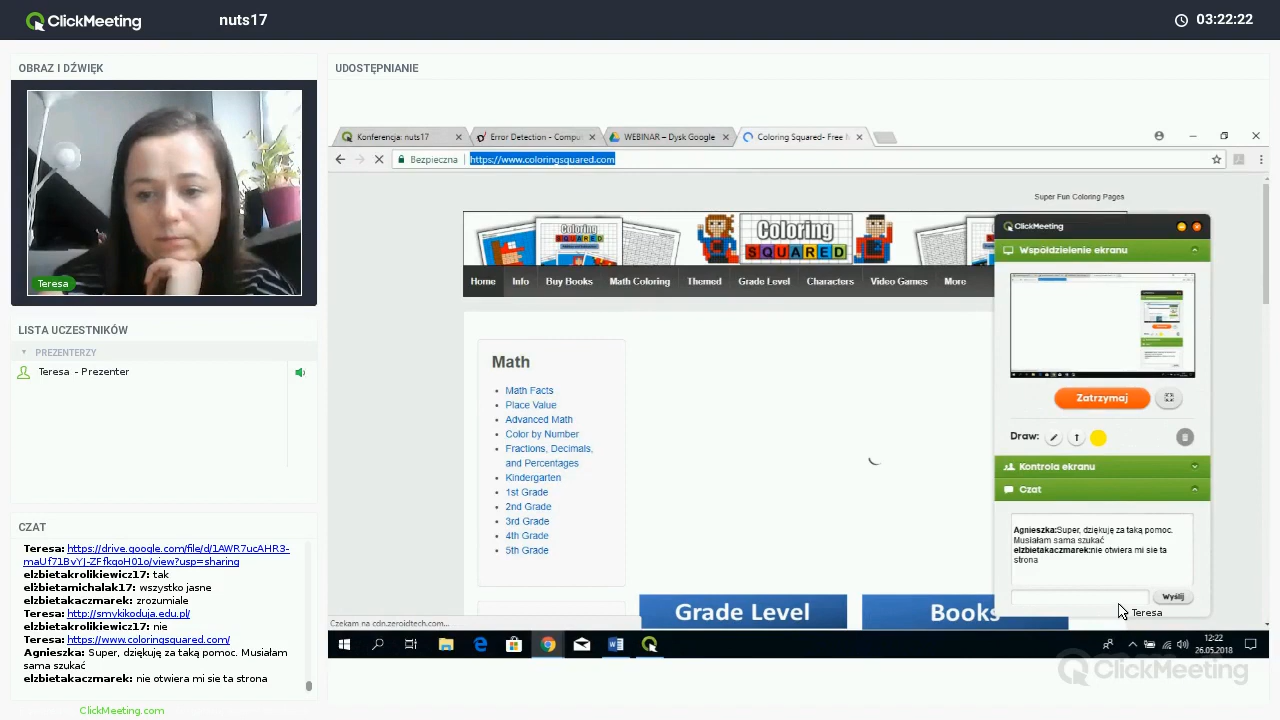 ClickMeeting
nuts17
03:22:22
OBRAZ I DŹWIĘK
Teresa
LISTA UCZESTNIKÓW
PREZENTERZY
Teresa - Prezenter
CZAT
Teresa: https://drive.google.com/file/d/1AWR7ucAHR3-
maUf71BvYJ-ZFfkgoH01o/view?usp=sharing
elzbietakrolikiewicz17: tak
elżbietamichalak17: wszystko jasne
elzbietakaczmarek: zrozumiałe
Teresa: http://smykikoduja.edu.pl/
elzbietakrolikiewicz17: nie
Teresa: https://www.coloringsquared.com/
Agnieszka: Super, dziękuję za taką pomoc. Musiałam
sama szukać
elzbietakaczmarek: nie otwiera mi sie ta strona
ClickMeeting.com
UDOSTĘPNIANIE
Konferencja: nuts17
Error Detection - Compu
WEBINAR – Dysk Google
Coloring Squared- Free
Bezpieczna
https://www.coloringsquared.com
Super Fun Coloring Pages
Coloring
SQUARED
Coloring
SQUARED
Home Info Buy Books Math Coloring Themed Grade Level Characters Video Games More
Math
Math Facts
Place Value
Advanced Math
Color by Number
Fractions, Decimals,
and Percentages
Kindergarten
1st Grade
2nd Grade
3rd Grade
4th Grade
5th Grade
Grade Level
Books
Czekam na cdn.zeroidtech.com...
ClickMeeting
Współdzielenie ekranu
Zatrzymaj
Draw:
Kontrola ekranu
Czat
Agnieszka:Super, dziękuję za taką pomoc.
Musiałam sama szukać
elzbietakaczmarek:nie otwiera mi sie ta
strona
Wyślij
Teresa
12:22
26.05.2018
ClickMeeting